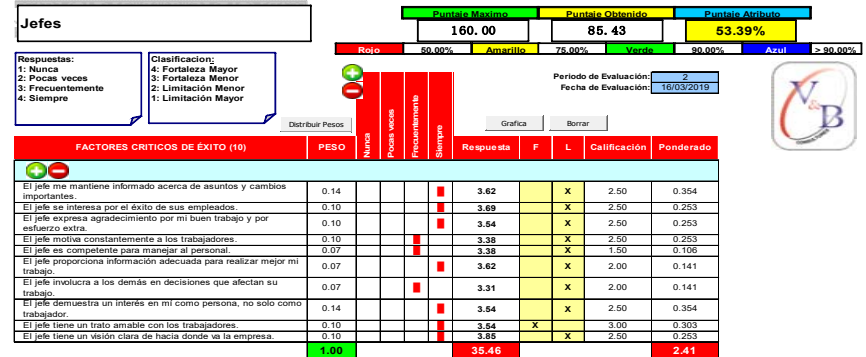 Jefes
Puntaje Maximo Puntaje Obtenido Puntaje Atributo
160.00 85.43 53.39%
Rojo 50.00% Amarillo 75.00% Verde 90.00% Azul > 90.00%
Respuestas:
1: Nunca
2: Pocas veces
3: Frecuentemente
4: Siempre
Clasificacion:
4: Fortaleza Mayor
3: Fortaleza Menor
2: Limitación Menor
1: Limitación Mayor
Periodo de Evaluación: 2
Fecha de Evaluación: 16/03/2019
Distribuir Pesos
Grafica
Borrar
V&B
CONSULTORES
FACTORES CRITICOS DE ÉXITO (10) PESO Nunca Pocas veces Frecuentemente Siempre Respuesta F L Calificación Ponderado
El jefe me mantiene informado acerca de asuntos y cambios
importantes. 0.14 3.62 X 2.50 0.354
El jefe se interesa por el éxito de sus empleados. 0.10 3.69 X 2.50 0.253
El jefe expresa agradecimiento por mi buen trabajo y por
esfuerzo extra. 0.10 3.54 X 2.50 0.253
El jefe motiva constantemente a los trabajadores. 0.10 3.38 X 2.50 0.253
El jefe es competente para manejar al personal. 0.07 3.38 X 1.50 0.106
El jefe proporciona información adecuada para realizar mejor mi
trabajo. 0.07 3.62 X 2.00 0.141
El jefe involucra a los demás en decisiones que afectan su
trabajo. 0.07 3.31 X 2.00 0.141
El jefe demuestra un interés en mí como persona, no solo como
trabajador. 0.14 3.54 X 2.50 0.354
El jefe tiene un trato amable con los trabajadores. 0.10 3.54 X 3.00 0.303
El jefe tiene un visión clara de hacia donde va la empresa. 0.10 3.85 X 2.50 0.253
1.00 35.46 2.41